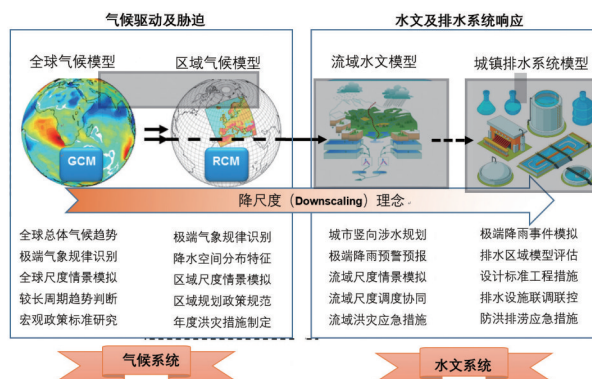 气候驱动及胁迫
水文及排水系统响应
全球气候模型
区域气候模型
流域水文模型
城镇排水系统模型
GCM
RCM
降尺度（Downscaling）理念
全球总体气候趋势
极端气象规律识别
全球尺度情景模拟
较长周期趋势判断
宏观政策标准研究
极端气象规律识别
降水空间分布特征
区域尺度情景模拟
区域规划政策规范
年度洪灾措施制定
城市竖向涉水规划
极端降雨预警预报
流域尺度情景模拟
流域尺度调度协同
流域洪灾应急措施
极端降雨事件模拟
排水区域模型评估
设计标准工程措施
排水设施联调联控
防洪排涝应急措施
气候系统
水文系统